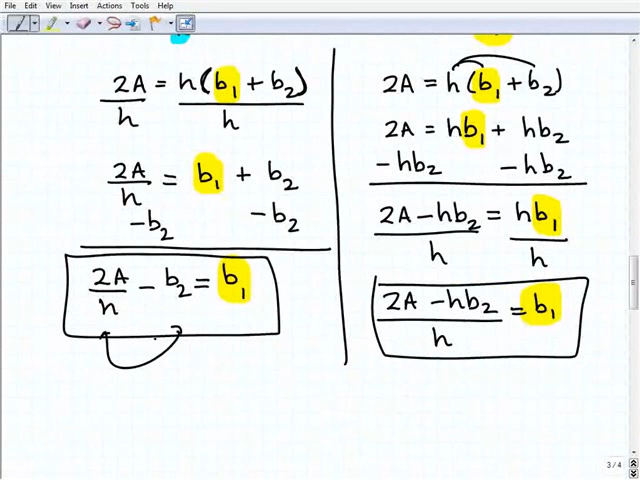 File Edit View Insert Actions Tools Help
2A = h(b₁ + b₂)
h h
2A/h = b₁ + b₂
-b₂ -b₂
2A/h - b₂ = b₁
2A = h(b₁ + b₂)
2A = hb₁ + hb₂
-hb₂ -hb₂
2A - hb₂ = hb₁
h h
2A - hb₂ = b₁
h
3 / 4